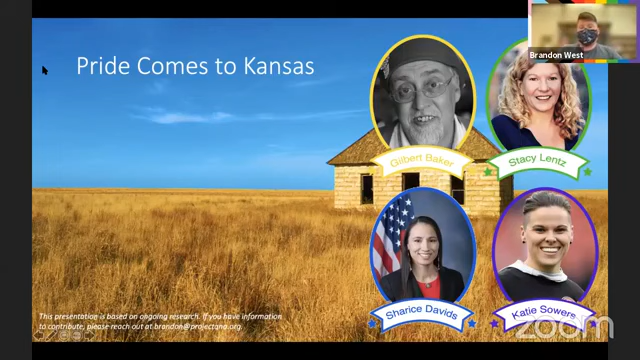 Brandon West
Pride Comes to Kansas
Gilbert Baker
Stacy Lentz
Sharice Davids
Katie Sowers
This presentation is based on ongoing research. If you have information
to contribute, please reach out at brandon@projectqna.org.
zoom